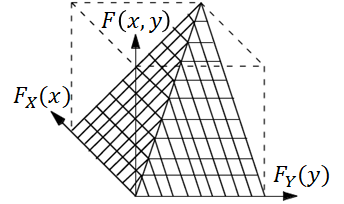 F(x, y)
F_X(x)
F_Y(y)